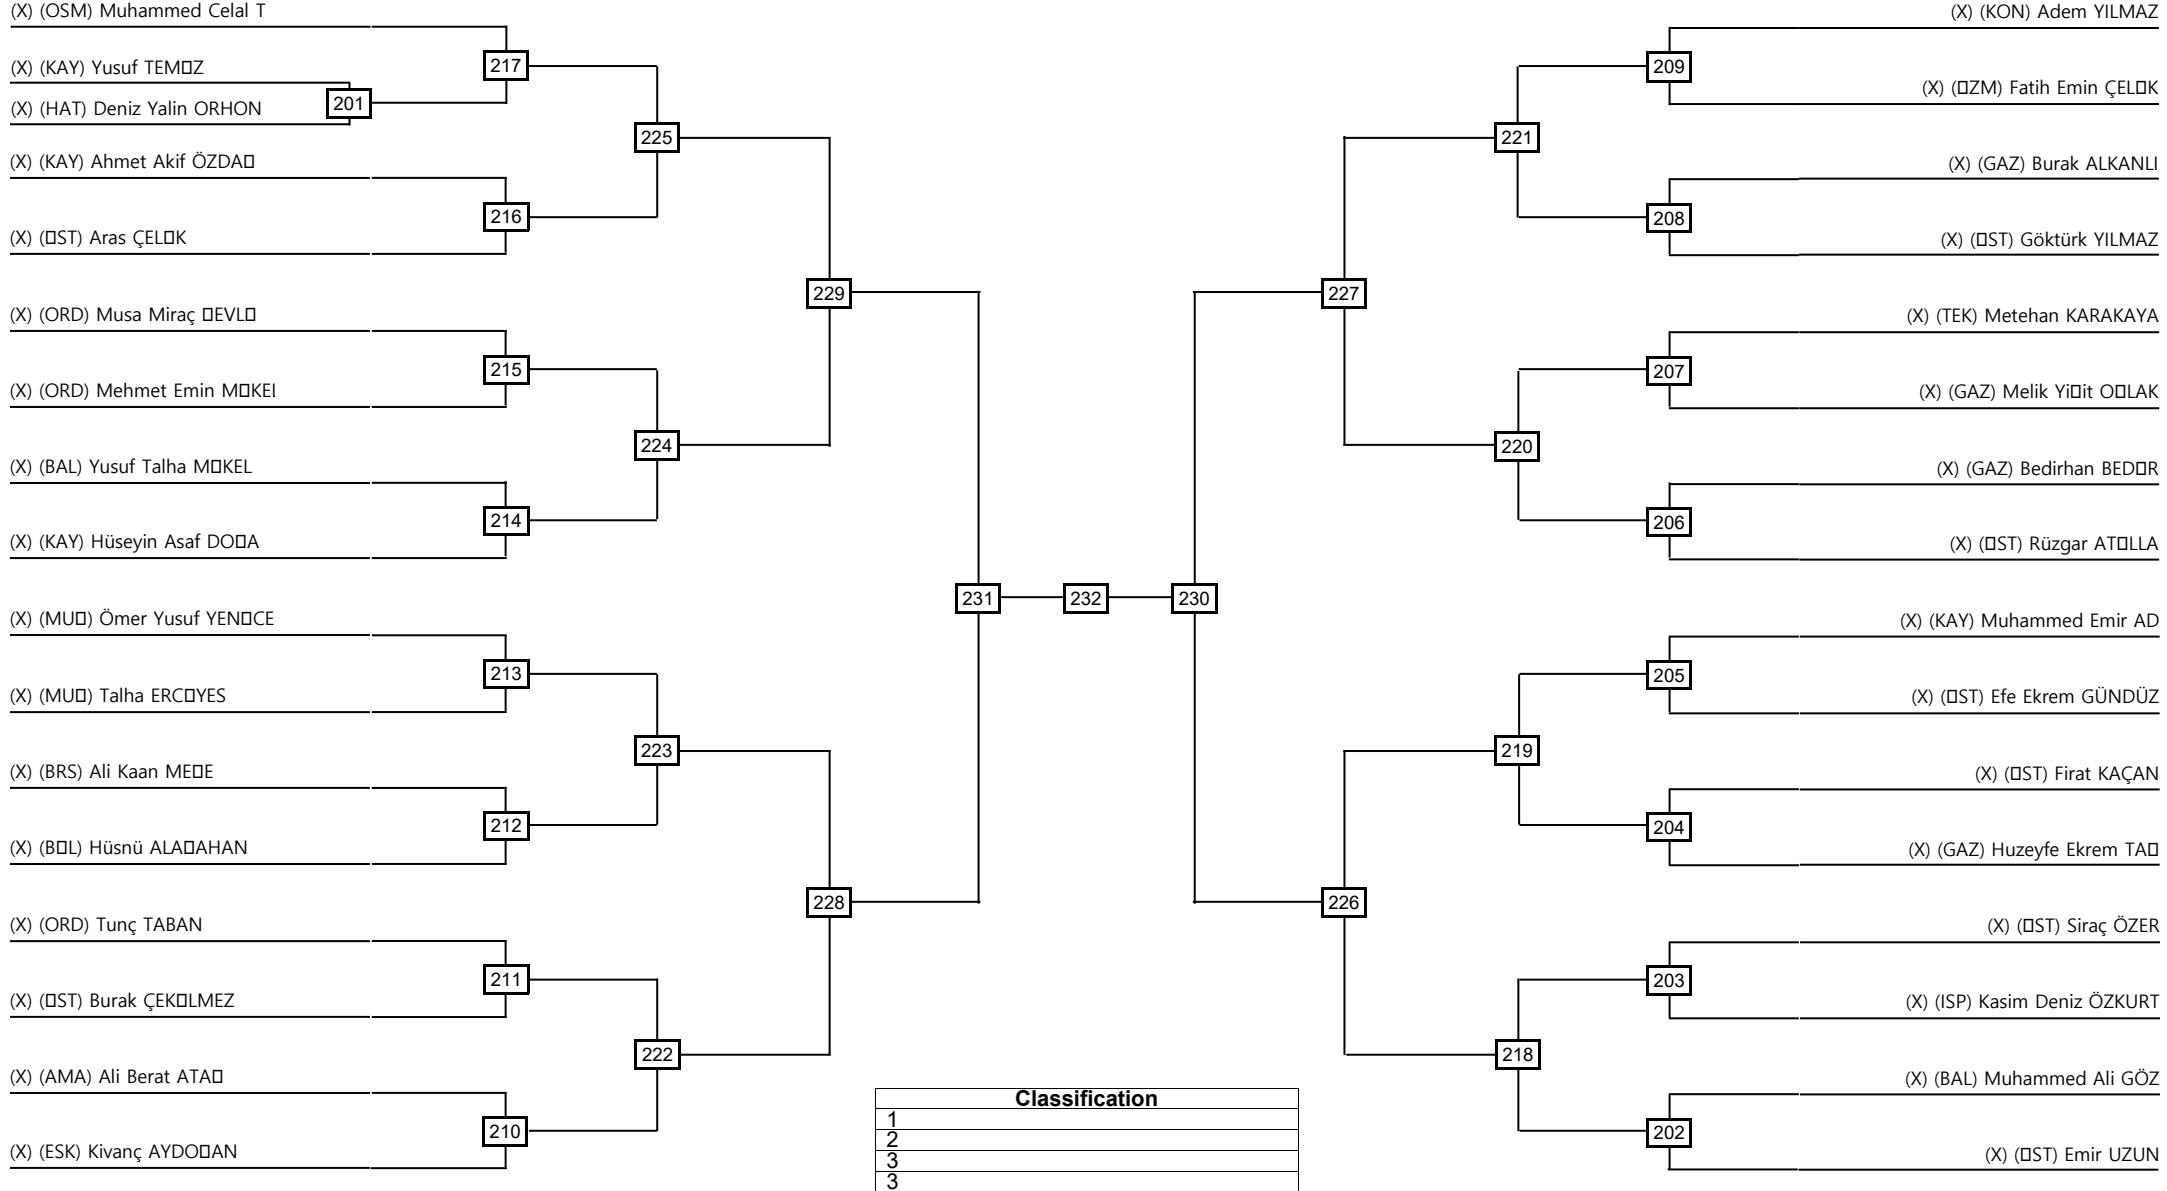 (X) (OSM) Muhammed Celal T
(X) (KAY) Yusuf TEM□Z
(X) (HAT) Deniz Yalin ORHON
(X) (KAY) Ahmet Akif ÖZDA□
(X) (□ST) Aras ÇEL□K
(X) (ORD) Musa Miraç □EVL□
(X) (ORD) Mehmet Emin M□KEI
(X) (BAL) Yusuf Talha M□KEL
(X) (KAY) Hüseyin Asaf DO□A
(X) (MU□) Ömer Yusuf YEN□CE
(X) (MU□) Talha ERC□YES
(X) (BRS) Ali Kaan ME□E
(X) (B□L) Hüsnü ALA□AHAN
(X) (ORD) Tunç TABAN
(X) (□ST) Burak ÇEK□LMEZ
(X) (AMA) Ali Berat ATA□
(X) (ESK) Kivanç AYDO□AN
201
217
216
215
214
213
212
211
210
225
224
223
222
229
228
231
232
230
227
226
221
220
219
218
209
208
207
206
205
204
203
202
(X) (KON) Adem YILMAZ
(X) (□ZM) Fatih Emin ÇEL□K
(X) (GAZ) Burak ALKANLI
(X) (□ST) Göktürk YILMAZ
(X) (TEK) Metehan KARAKAYA
(X) (GAZ) Melik Yi□it O□LAK
(X) (GAZ) Bedirhan BED□R
(X) (□ST) Rüzgar AT□LLA
(X) (KAY) Muhammed Emir AD
(X) (□ST) Efe Ekrem GÜNDÜZ
(X) (□ST) Firat KAÇAN
(X) (GAZ) Huzeyfe Ekrem TA□
(X) (□ST) Siraç ÖZER
(X) (ISP) Kasim Deniz ÖZKURT
(X) (BAL) Muhammed Ali GÖZ
(X) (□ST) Emir UZUN
Classification
1
2
3
3